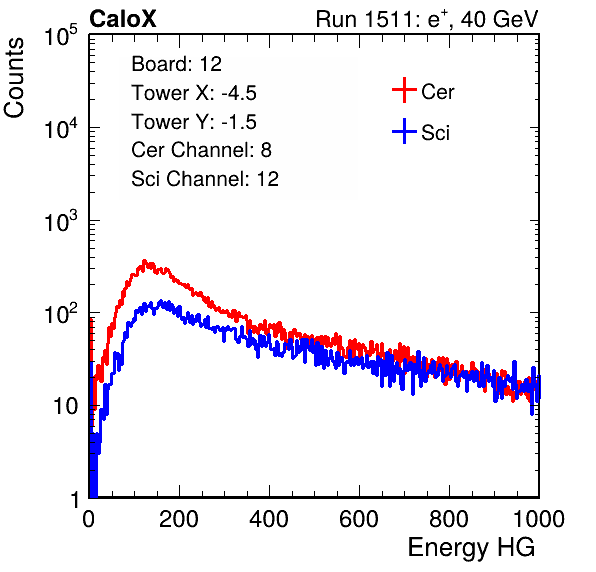 CaloX Run 1511: e⁺, 40 GeV
Counts
10⁵
10⁴
10³
10²
10
1
Board: 12
Tower X: -4.5
Tower Y: -1.5
Cer Channel: 8
Sci Channel: 12
Cer
Sci
0 200 400 600 800 1000
Energy HG